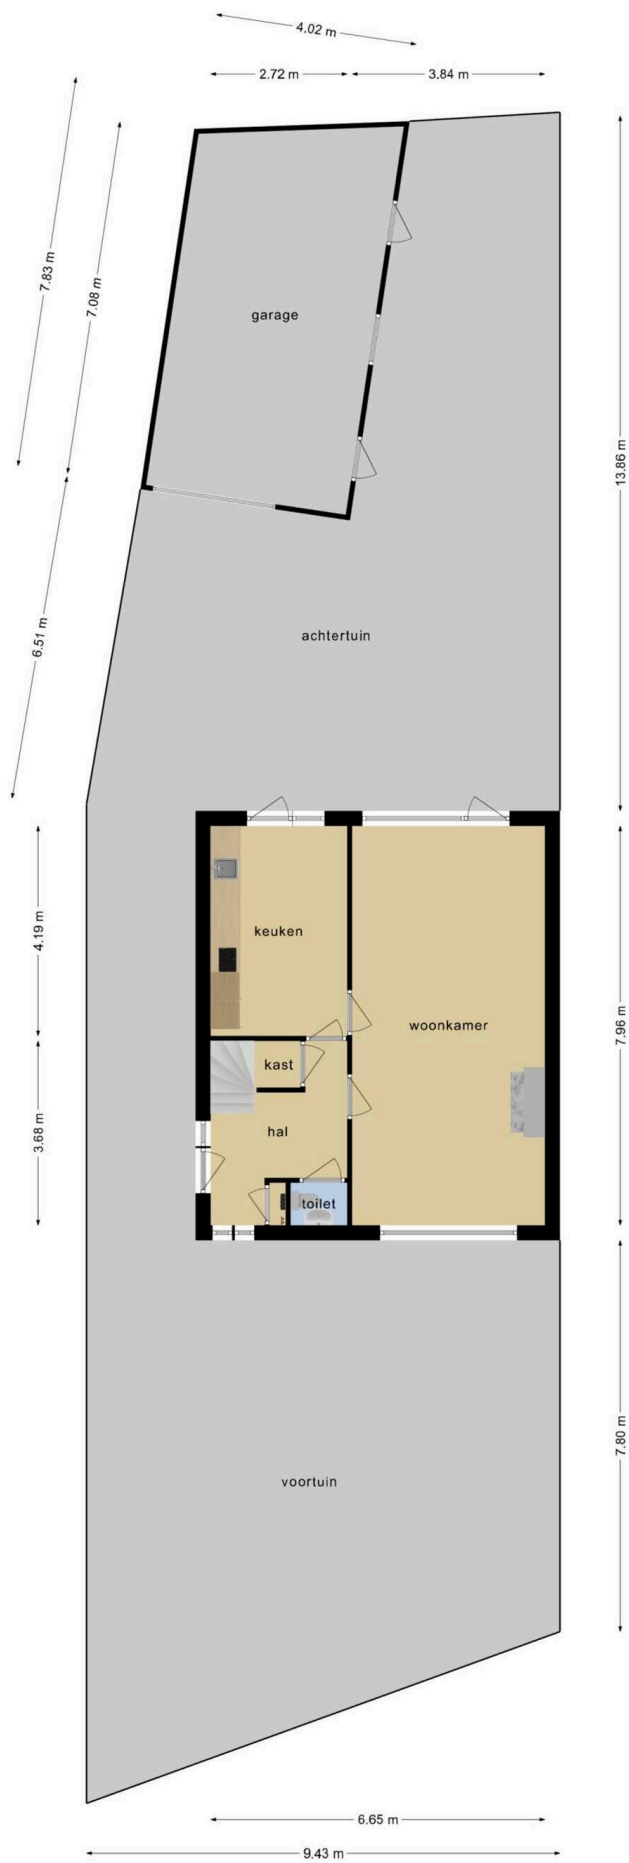 4.02 m
2.72 m
3.84 m
7.83 m
7.08 m
garage
13.86 m
6.51 m
achtertuin
4.19 m
keuken
woonkamer
7.96 m
kast
3.68 m
hal
toilet
7.80 m
voortuin
6.65 m
9.43 m